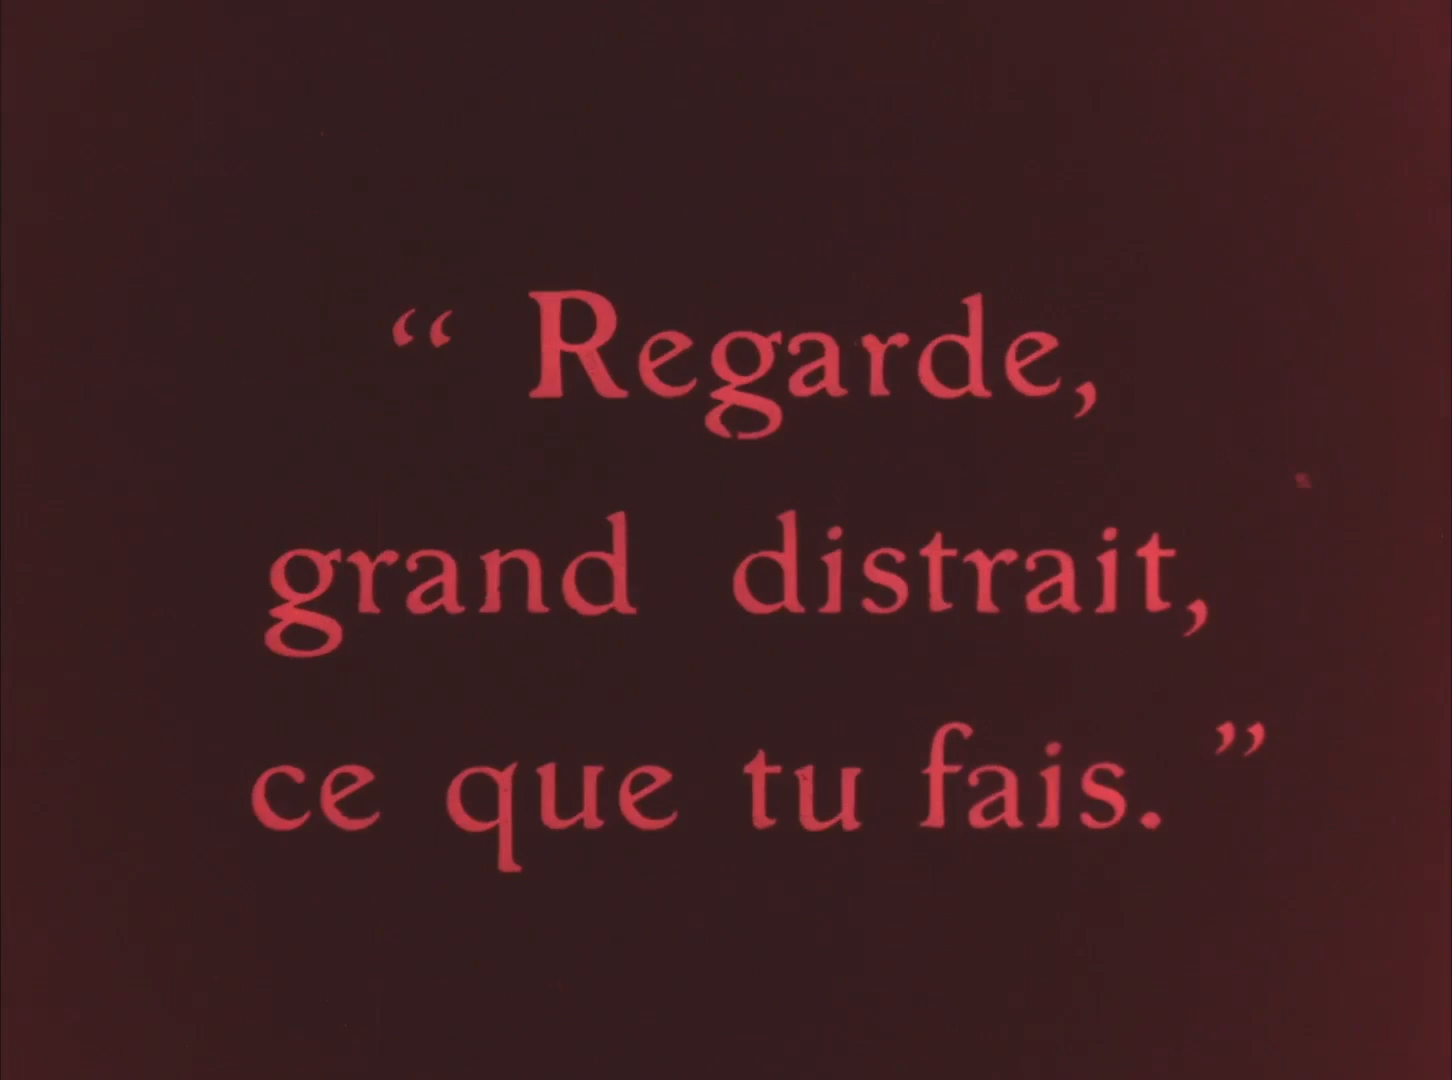 “ Regarde,
grand distrait,
ce que tu fais. ”